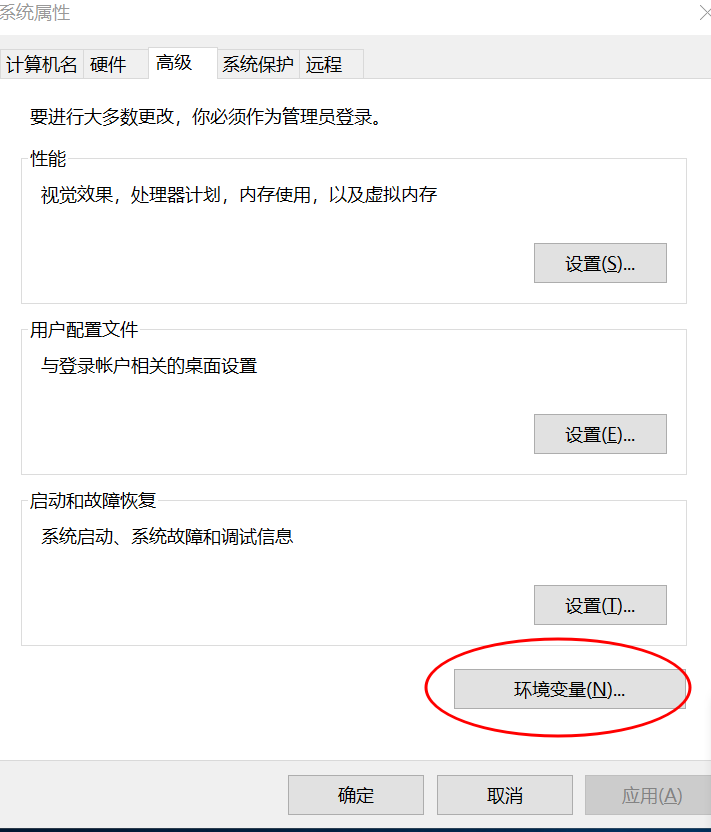 系统属性
计算机名 硬件 高级 系统保护 远程
要进行大多数更改，你必须作为管理员登录。
性能
视觉效果，处理器计划，内存使用，以及虚拟内存
设置(S)...
用户配置文件
与登录帐户相关的桌面设置
设置(E)...
启动和故障恢复
系统启动、系统故障和调试信息
设置(T)...
环境变量(N)...
确定 取消 应用(A)